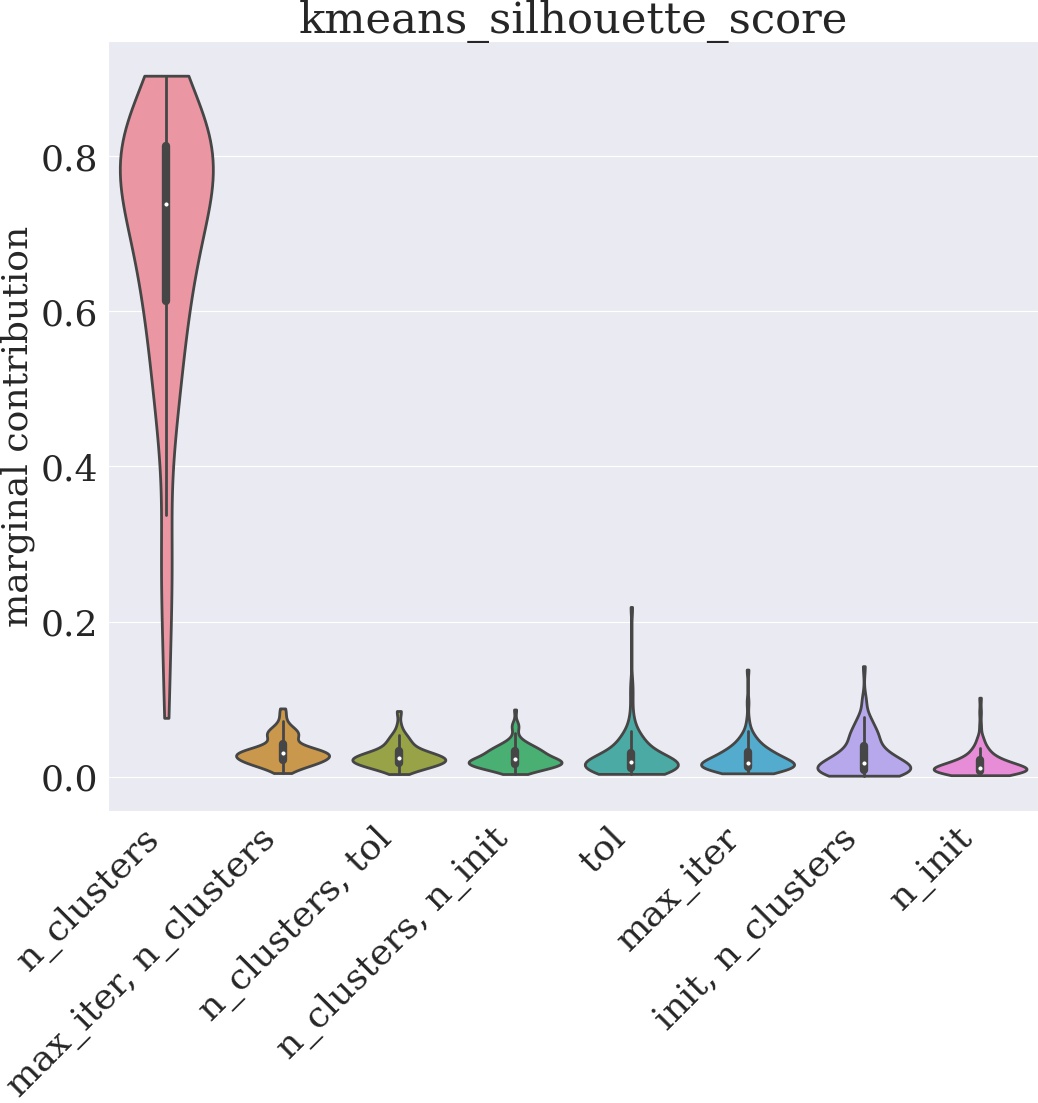 kmeans_silhouette_score
marginal contribution
0.8
0.6
0.4
0.2
0.0
n_clusters
max_iter, n_clusters
n_clusters, tol
n_clusters, n_init
tol
max_iter
init, n_clusters
n_init